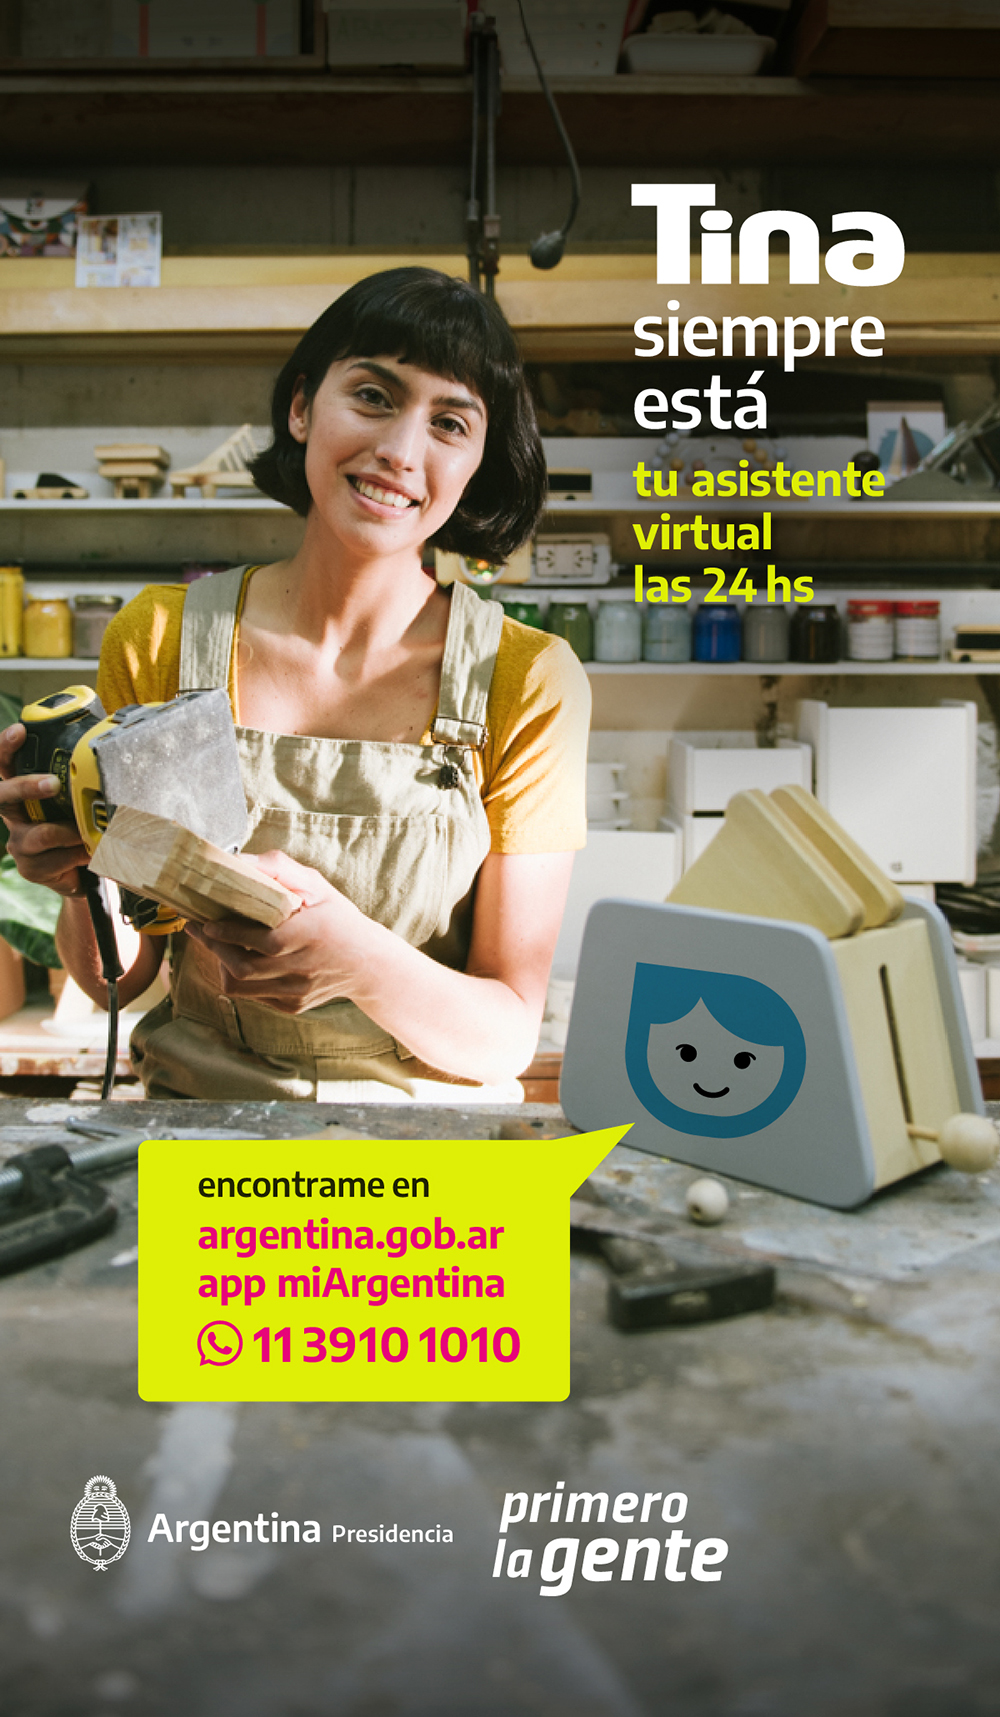 Tina
siempre
está
tu asistente
virtual
las 24 hs
encontrame en
argentina.gob.ar
app miArgentina
11 3910 1010
Argentina Presidencia
primero
la gente